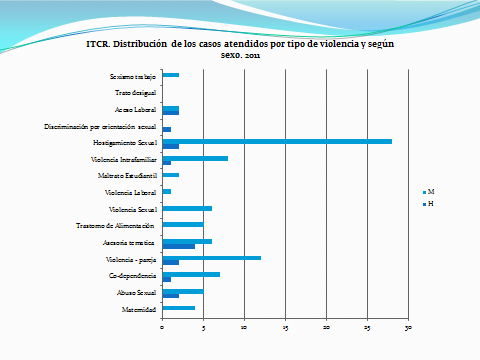 ITCR. Distribución de los casos atendidos por tipo de violencia y según
sexo. 2011
Sexismo trabajo
Trato desigual
Acoso Laboral
Discriminación por orientación sexual
Hostigamiento Sexual
Violencia Intrafamiliar
Maltrato Estudiantil
Violencia Laboral
Violencia Sexual
Trastorno de Alimentación
Asesoría tematica
Violencia - pareja
Co-dependencia
Abuso Sexual
Maternidad
M
H
0 5 10 15 20 25 30